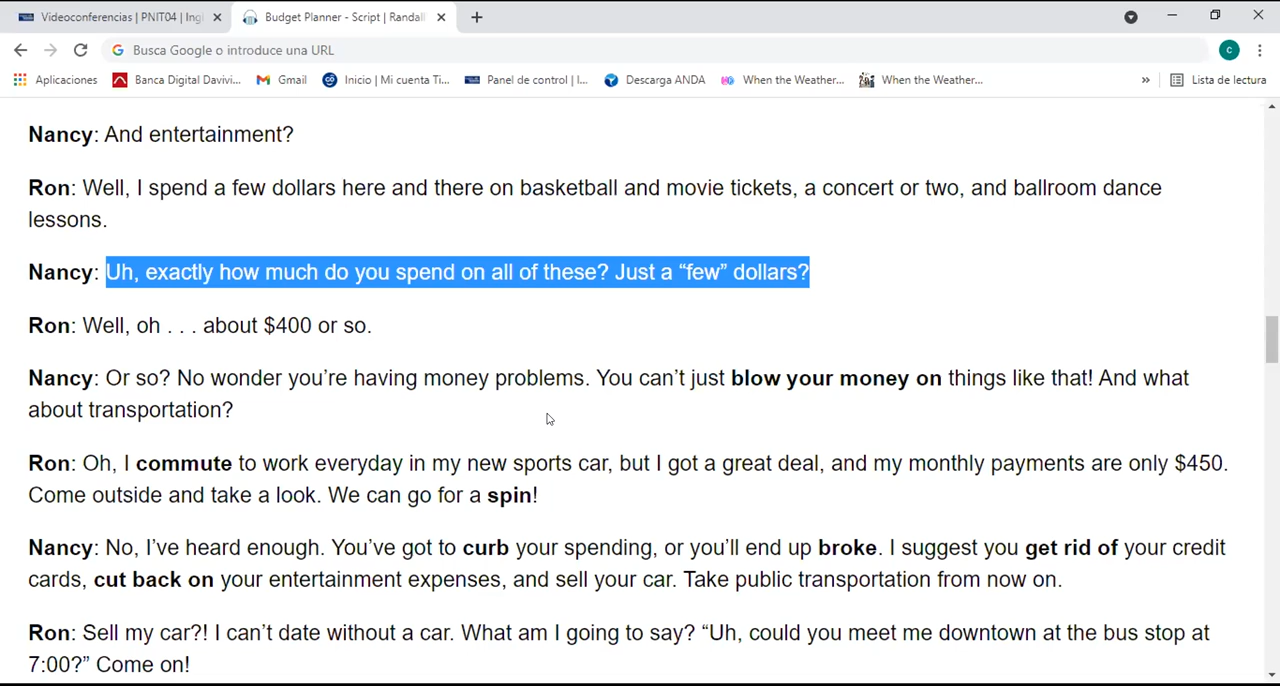 Videoconferencias | PNIT04 | Ingl
Budget Planner - Script | Randall
Busca Google o introduce una URL
C
Aplicaciones
Banca Digital Davivi...
Gmail
Inicio | Mi cuenta Ti...
Panel de control | I...
Descarga ANDA
When the Weather...
When the Weather...
»
Lista de lectura
Nancy: And entertainment?
Ron: Well, I spend a few dollars here and there on basketball and movie tickets, a concert or two, and ballroom dance
lessons.
Nancy: Uh, exactly how much do you spend on all of these? Just a “few” dollars?
Ron: Well, oh . . . about $400 or so.
Nancy: Or so? No wonder you’re having money problems. You can’t just blow your money on things like that! And what
about transportation?
Ron: Oh, I commute to work everyday in my new sports car, but I got a great deal, and my monthly payments are only $450.
Come outside and take a look. We can go for a spin!
Nancy: No, I’ve heard enough. You’ve got to curb your spending, or you’ll end up broke. I suggest you get rid of your credit
cards, cut back on your entertainment expenses, and sell your car. Take public transportation from now on.
Ron: Sell my car?! I can’t date without a car. What am I going to say? “Uh, could you meet me downtown at the bus stop at
7:00?” Come on!